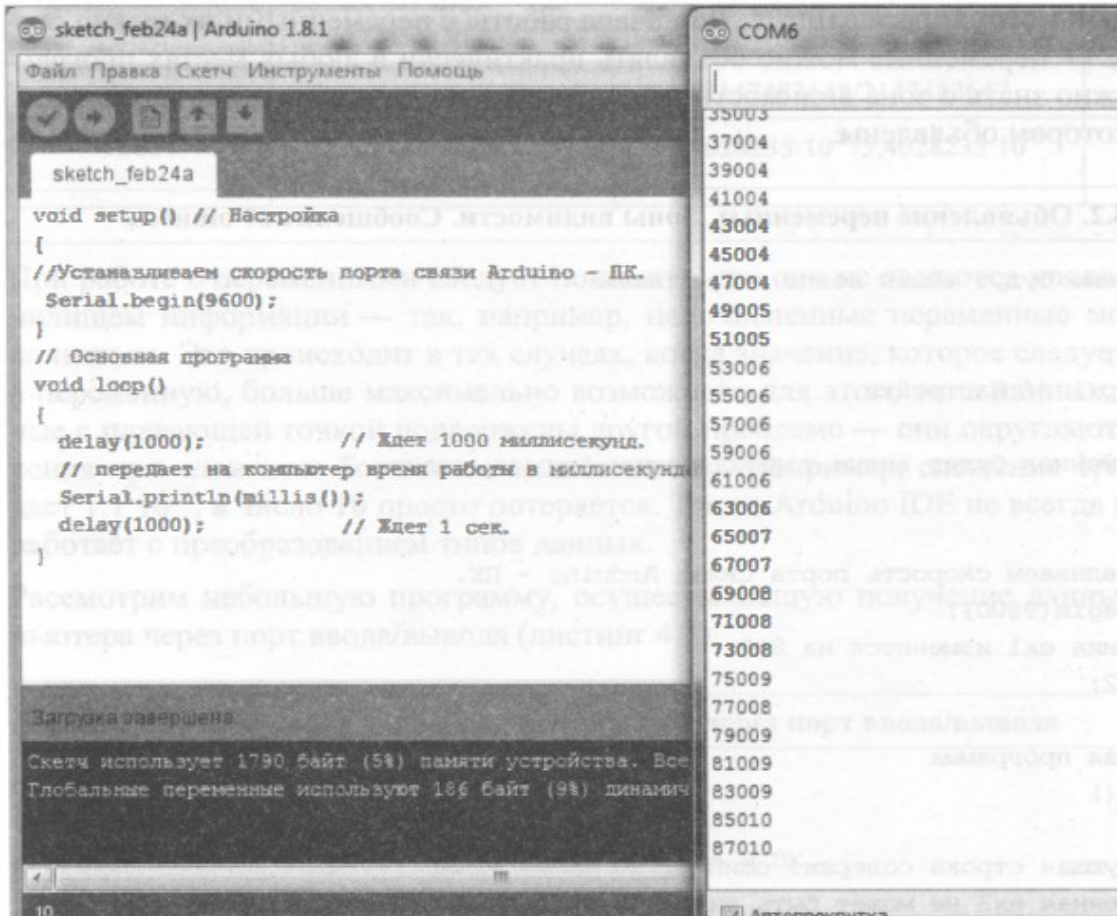 sketch_feb24a | Arduino 1.8.1
Файл Правка Скетч Инструменты Помощь
sketch_feb24a
void setup() // Настройка
{
//Устанавливаем скорость порта связи Arduino - ПК.
Serial.begin(9600);
}
// Основная программа
void loop()
{
delay(1000); // Ждет 1000 миллисекунд.
// передает на компьютер время работы в миллисекунд
Serial.println(millis());
delay(1000); // Ждет 1 сек.
}
Загрузка завершена.
Скетч использует 1790 байт (5%) памяти устройства. Все
Глобальные переменные используют 186 байт (9%) динамич
10
COM6
35003
37004
39004
41004
43004
45004
47004
49005
51005
53006
55006
57006
59006
61006
63006
65007
67007
69008
71008
73008
75009
77008
79009
81009
83009
85010
87010
Автопрокрутка